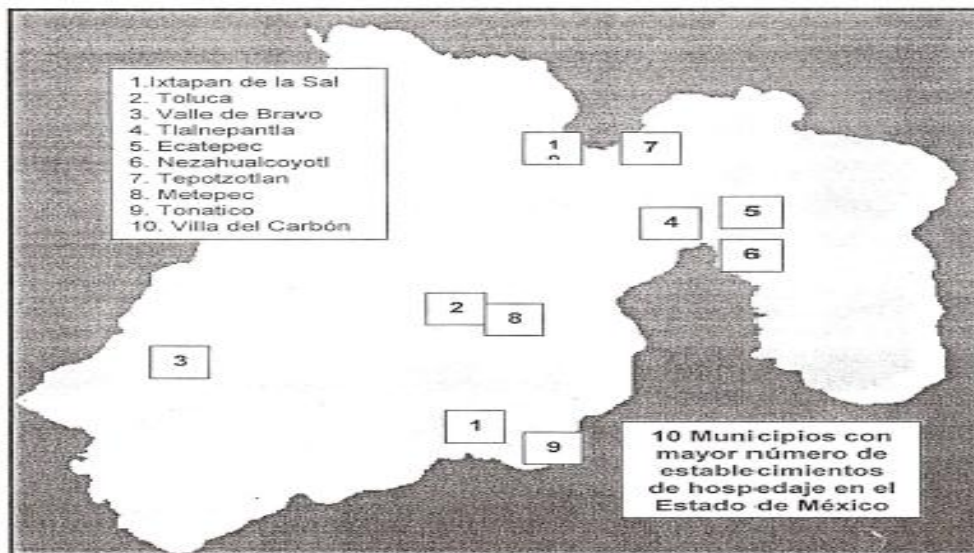 1.Ixtapan de la Sal
2. Toluca
3. Valle de Bravo
4. Tlalnepantla
5. Ecatepec
6. Nezahualcoyotl
7. Tepotzotlan
8. Metepec
9. Tonatico
10. Villa del Carbón
1
0
7
4
5
6
2
8
3
1
9
10 Municipios con
mayor número de
establecimientos
de hospedaje en el
Estado de México